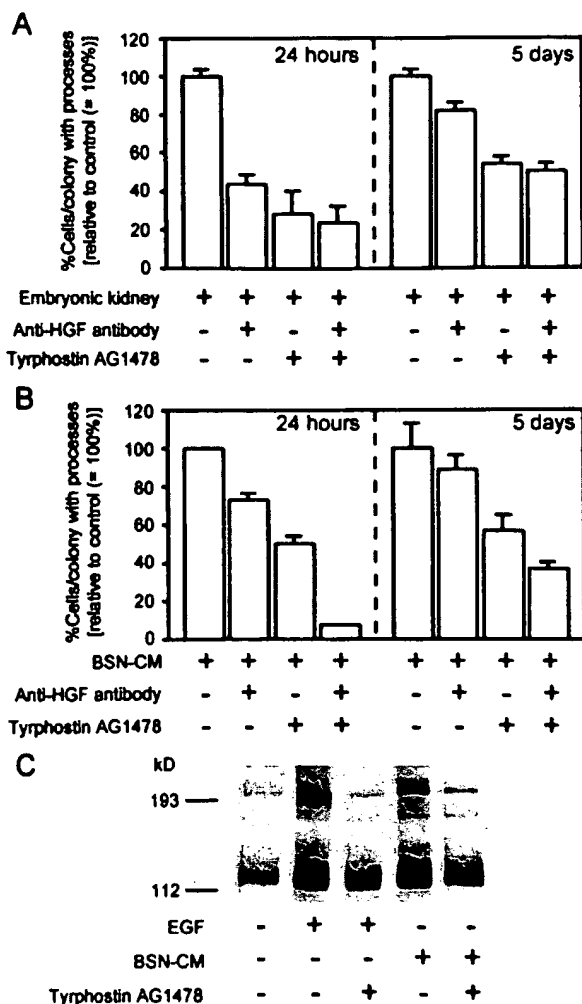 A
%Cells/colony with processes
[relative to control (= 100%)]
120
100
80
60
40
20
0
24 hours
5 days
Embryonic kidney + + + + + + + +
Anti-HGF antibody - + - + - + - +
Tyrphostin AG1478 - - + + - - + +
B
%Cells/colony with processes
[relative to control (= 100%)]
120
100
80
60
40
20
0
24 hours
5 days
BSN-CM + + + + + + + +
Anti-HGF antibody - + - + - + - +
Tyrphostin AG1478 - - + + - - + +
C
kD
193
112
EGF - + + - -
BSN-CM - - - + +
Tyrphostin AG1478 - - + - +